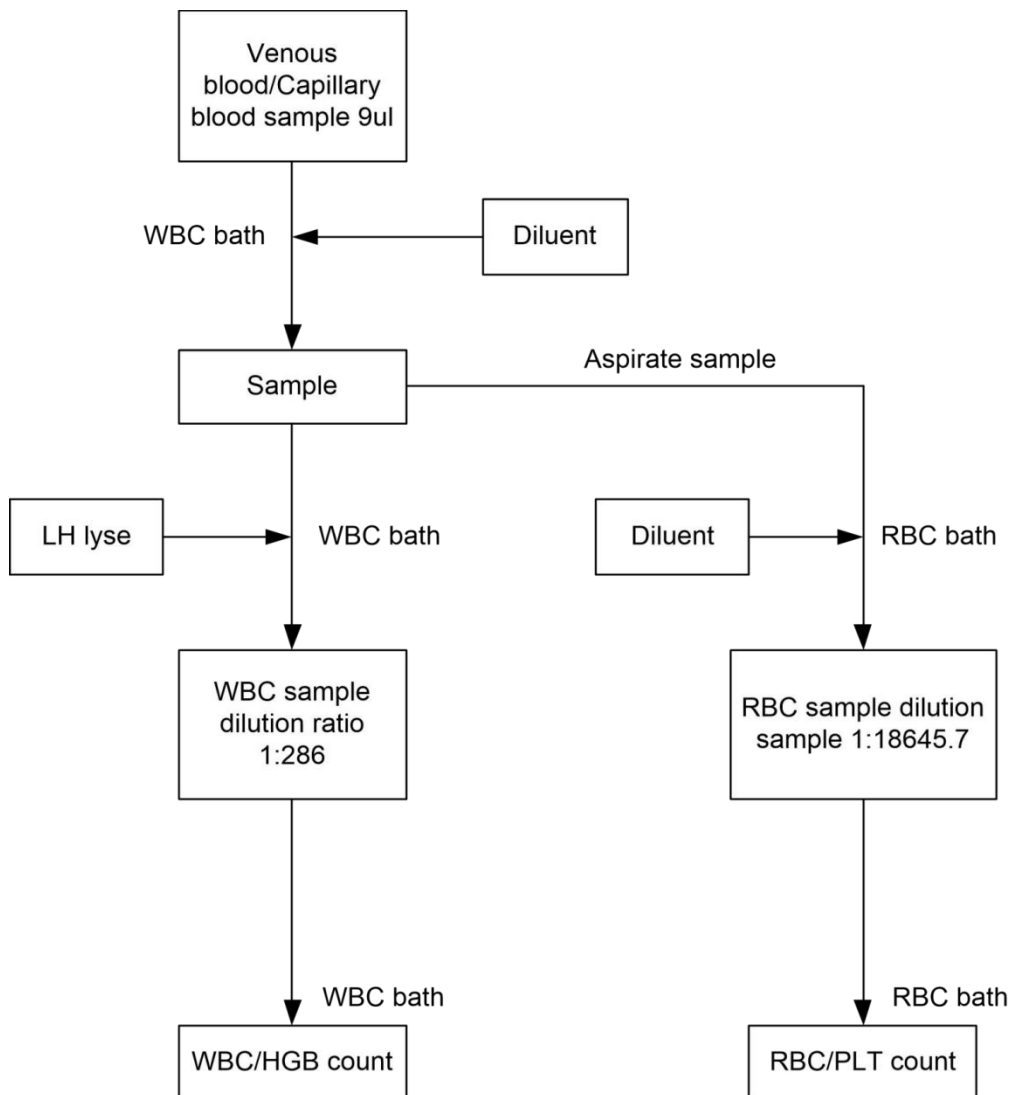 Venous
blood/Capillary
blood sample 9ul
WBC bath
Diluent
Sample
Aspirate sample
LH lyse
WBC bath
Diluent
RBC bath
WBC sample
dilution ratio
1:286
RBC sample dilution
sample 1:18645.7
WBC bath
RBC bath
WBC/HGB count
RBC/PLT count